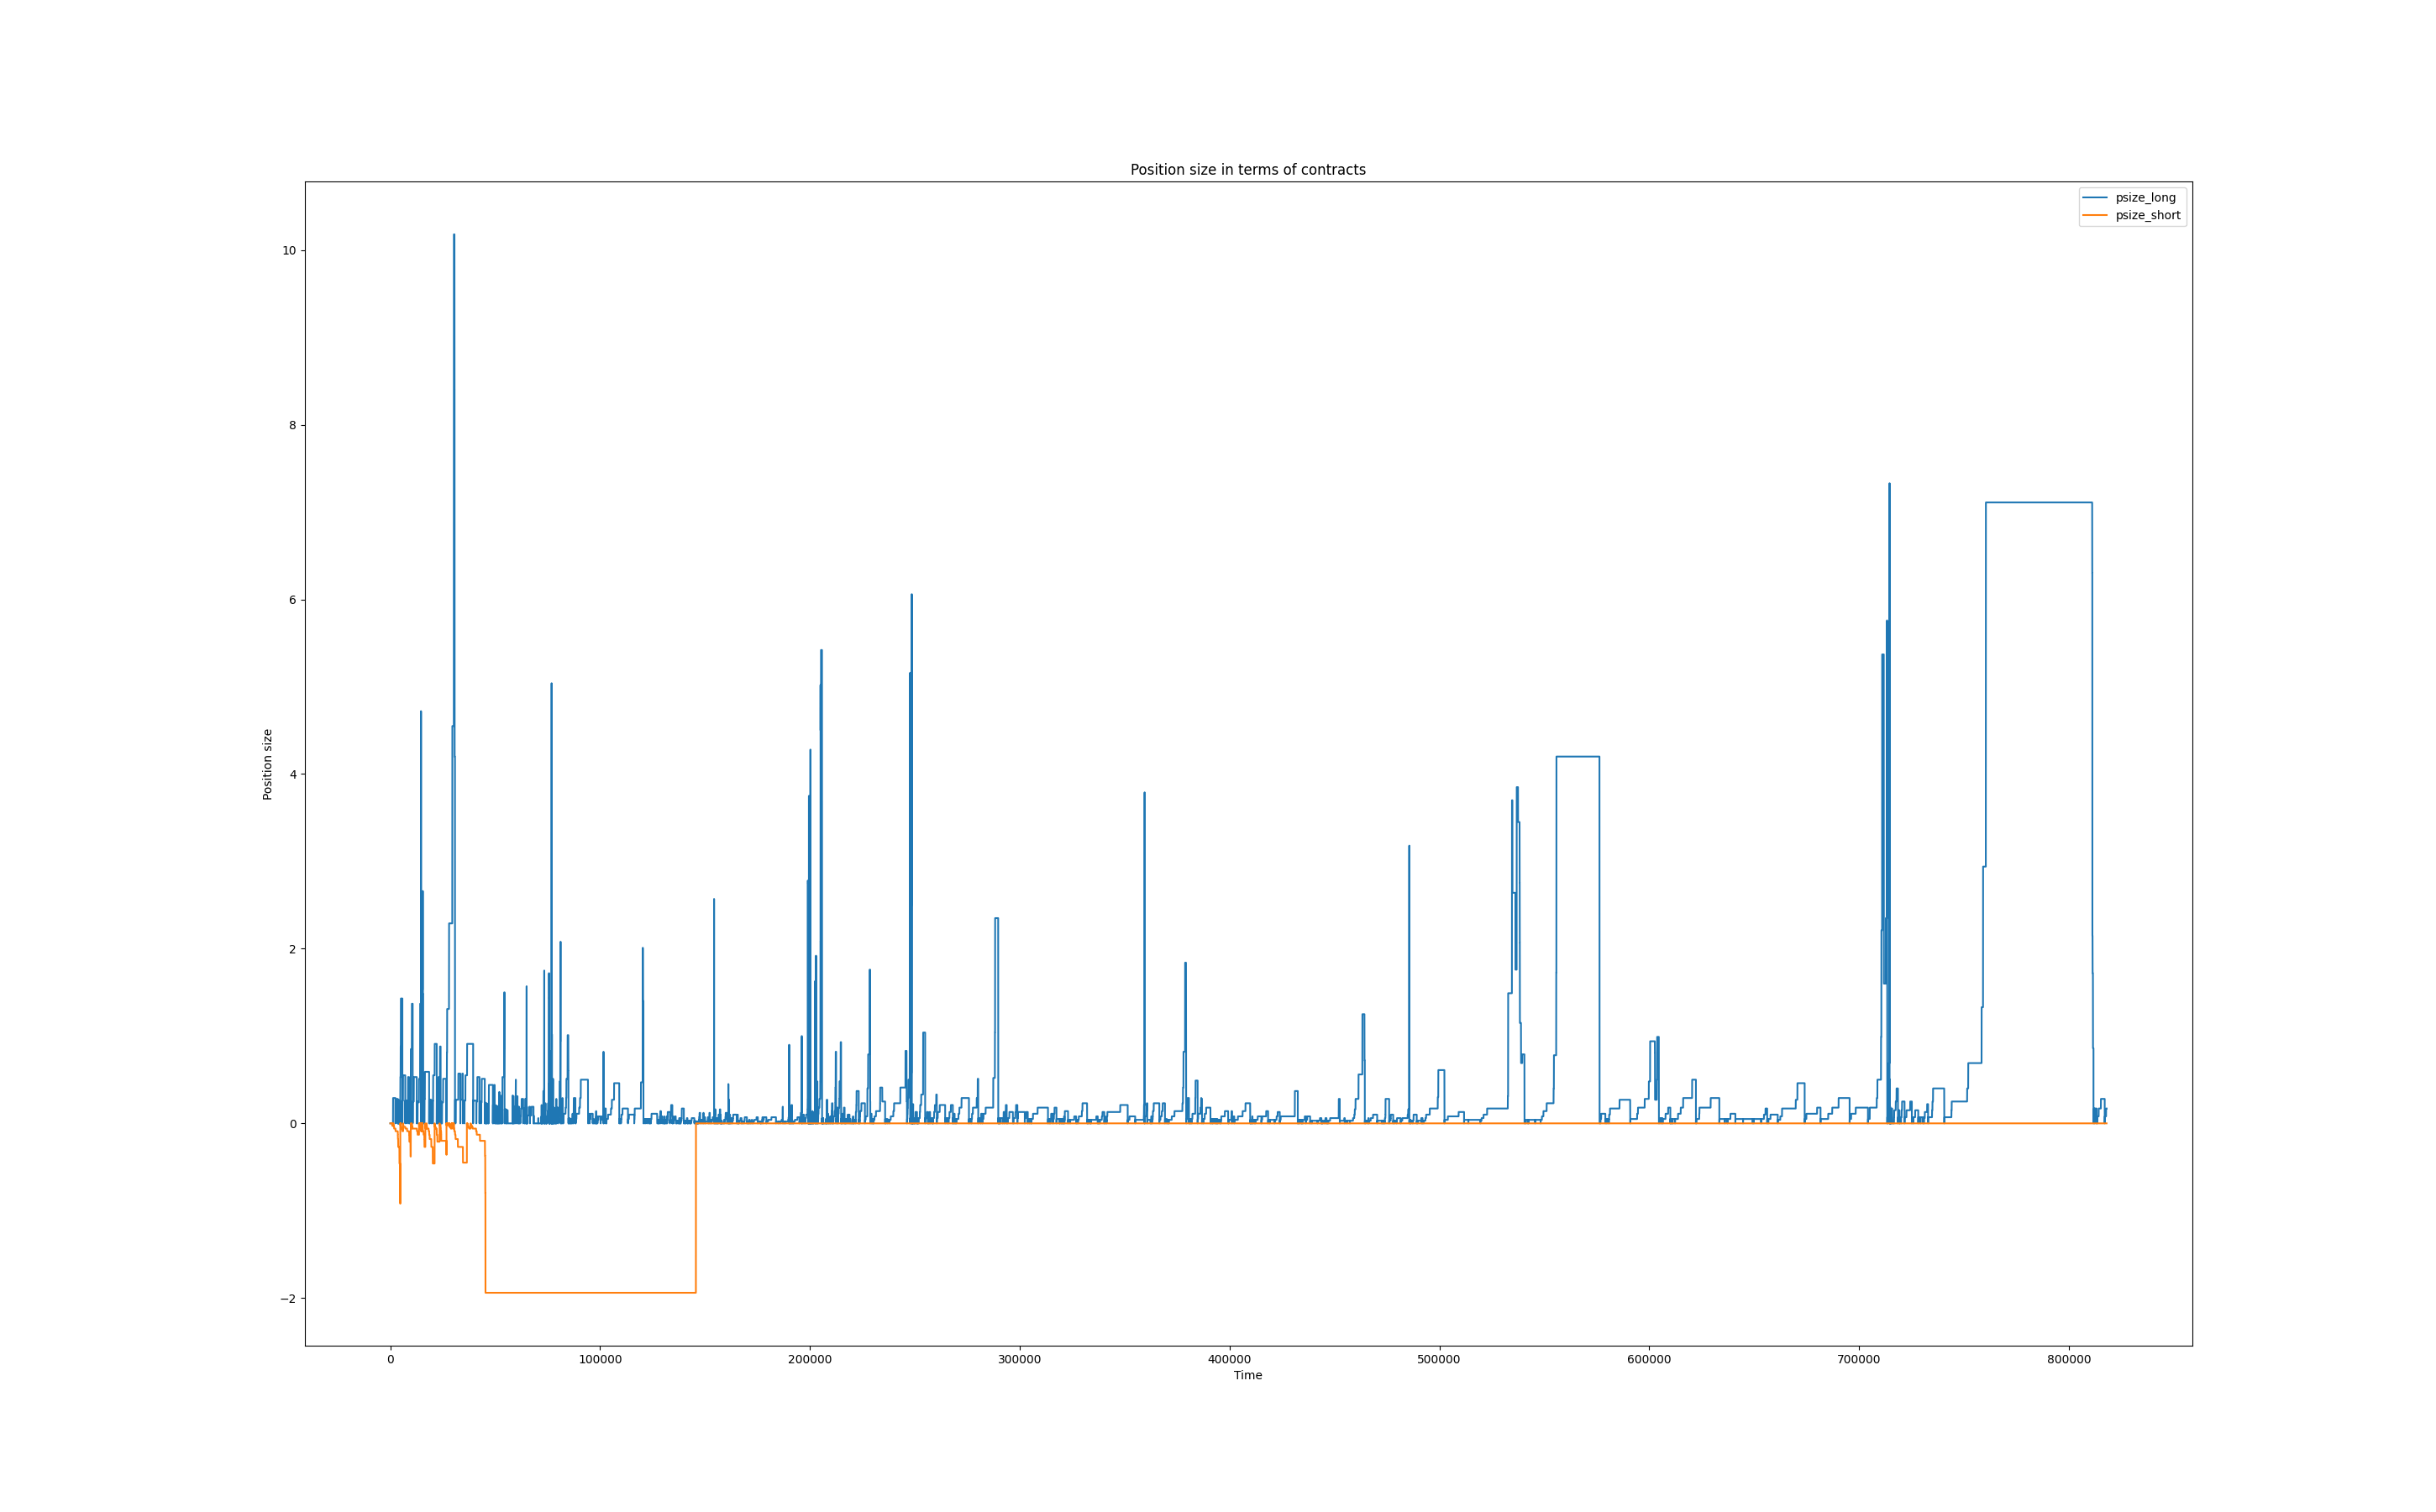 Position size in terms of contracts
psize_long
psize_short
10
8
6
4
2
0
−2
Position size
0 100000 200000 300000 400000 500000 600000 700000 800000
Time